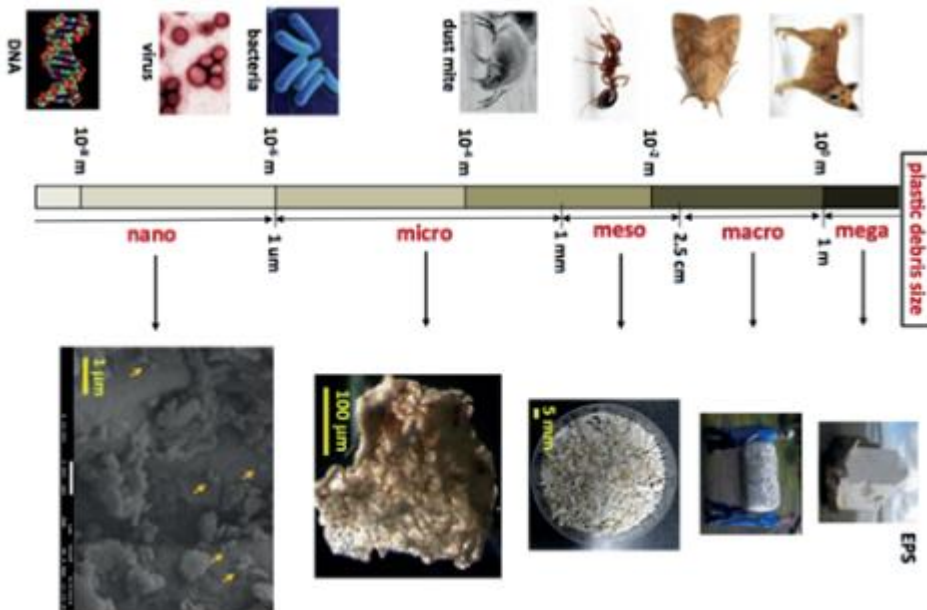 plastic debris size
10⁰ m
10⁻² m
10⁻⁴ m
10⁻⁶ m
10⁻⁸ m
dust mite
bacteria
virus
DNA
mega
macro
meso
micro
nano
1 m
2.5 cm
1 mm
1 um
EPS
5 mm
100 µm
1 µm